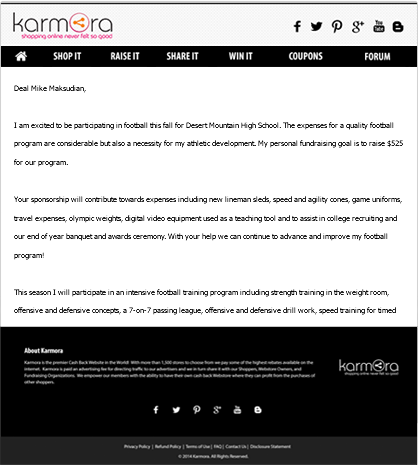 karmora
shopping online never felt so good
You
Tube
SHOP IT RAISE IT SHARE IT WIN IT COUPONS FORUM
Deal Mike Maksudian,
I am excited to be participating in football this fall for Desert Mountain High School. The expenses for a quality football
program are considerable but also a necessity for my athletic development. My personal fundraising goal is to raise $525
for our program.
Your sponsorship will contribute towards expenses including new lineman sleds, speed and agility cones, game uniforms,
travel expenses, olympic weights, digital video equipment used as a teaching tool and to assist in college recruiting and
our end of year banquet and awards ceremony. With your help we can continue to advance and improve my football
program!
This season I will participate in an intensive football training program including strength training in the weight room,
offensive and defensive concepts, a 7-on-7 passing league, offensive and defensive drill work, speed training for timed
About Karmora
Karmora is the premier Cash Back Website in the World! With more than 1,500 stores to choose from we pay some of the highest rebates available on the
internet. Karmora is paid an advertising fee for directing traffic to our advertisers and we in turn share it with our Shoppers, Webstore Owners, and
Fundraising Organizations. We empower our members with the ability to have their own cash back Webstore where they can profit from the purchases of
other shoppers.
karmora
shopping online never felt so good
Privacy Policy | Refund Policy | Terms of Use | FAQ | Contact Us | Disclosure Statement
© 2014 Karmora. All Rights Reserved.